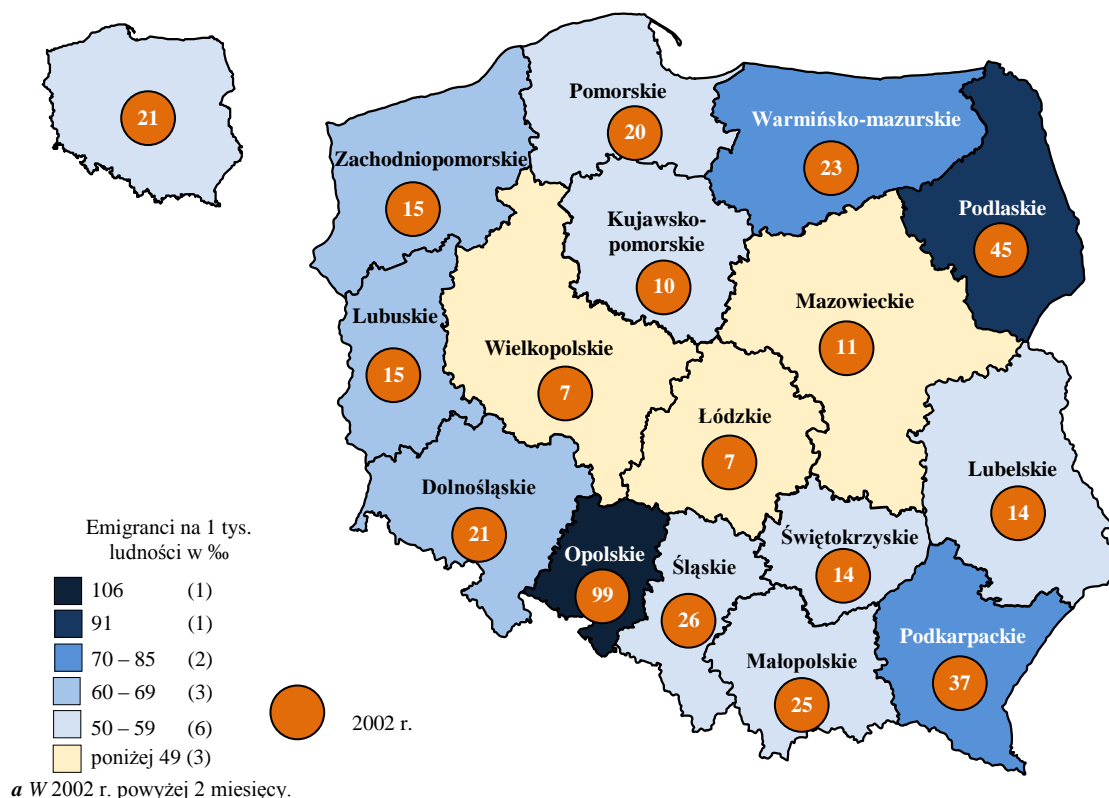 21
Pomorskie
20
Warmińsko-mazurskie
23
Zachodniopomorskie
15
Podlaskie
45
Kujawsko-
pomorskie
10
Mazowieckie
11
Lubuskie
15
Wielkopolskie
7
Łódzkie
7
Lubelskie
14
Dolnośląskie
21
Opolskie
99
Śląskie
26
Świętokrzyskie
14
Małopolskie
25
Podkarpackie
37
Emigranci na 1 tys.
ludności w ‰
106 (1)
91 (1)
70 – 85 (2)
60 – 69 (3)
50 – 59 (6)
poniżej 49 (3)
2002 r.
a W 2002 r. powyżej 2 miesięcy.